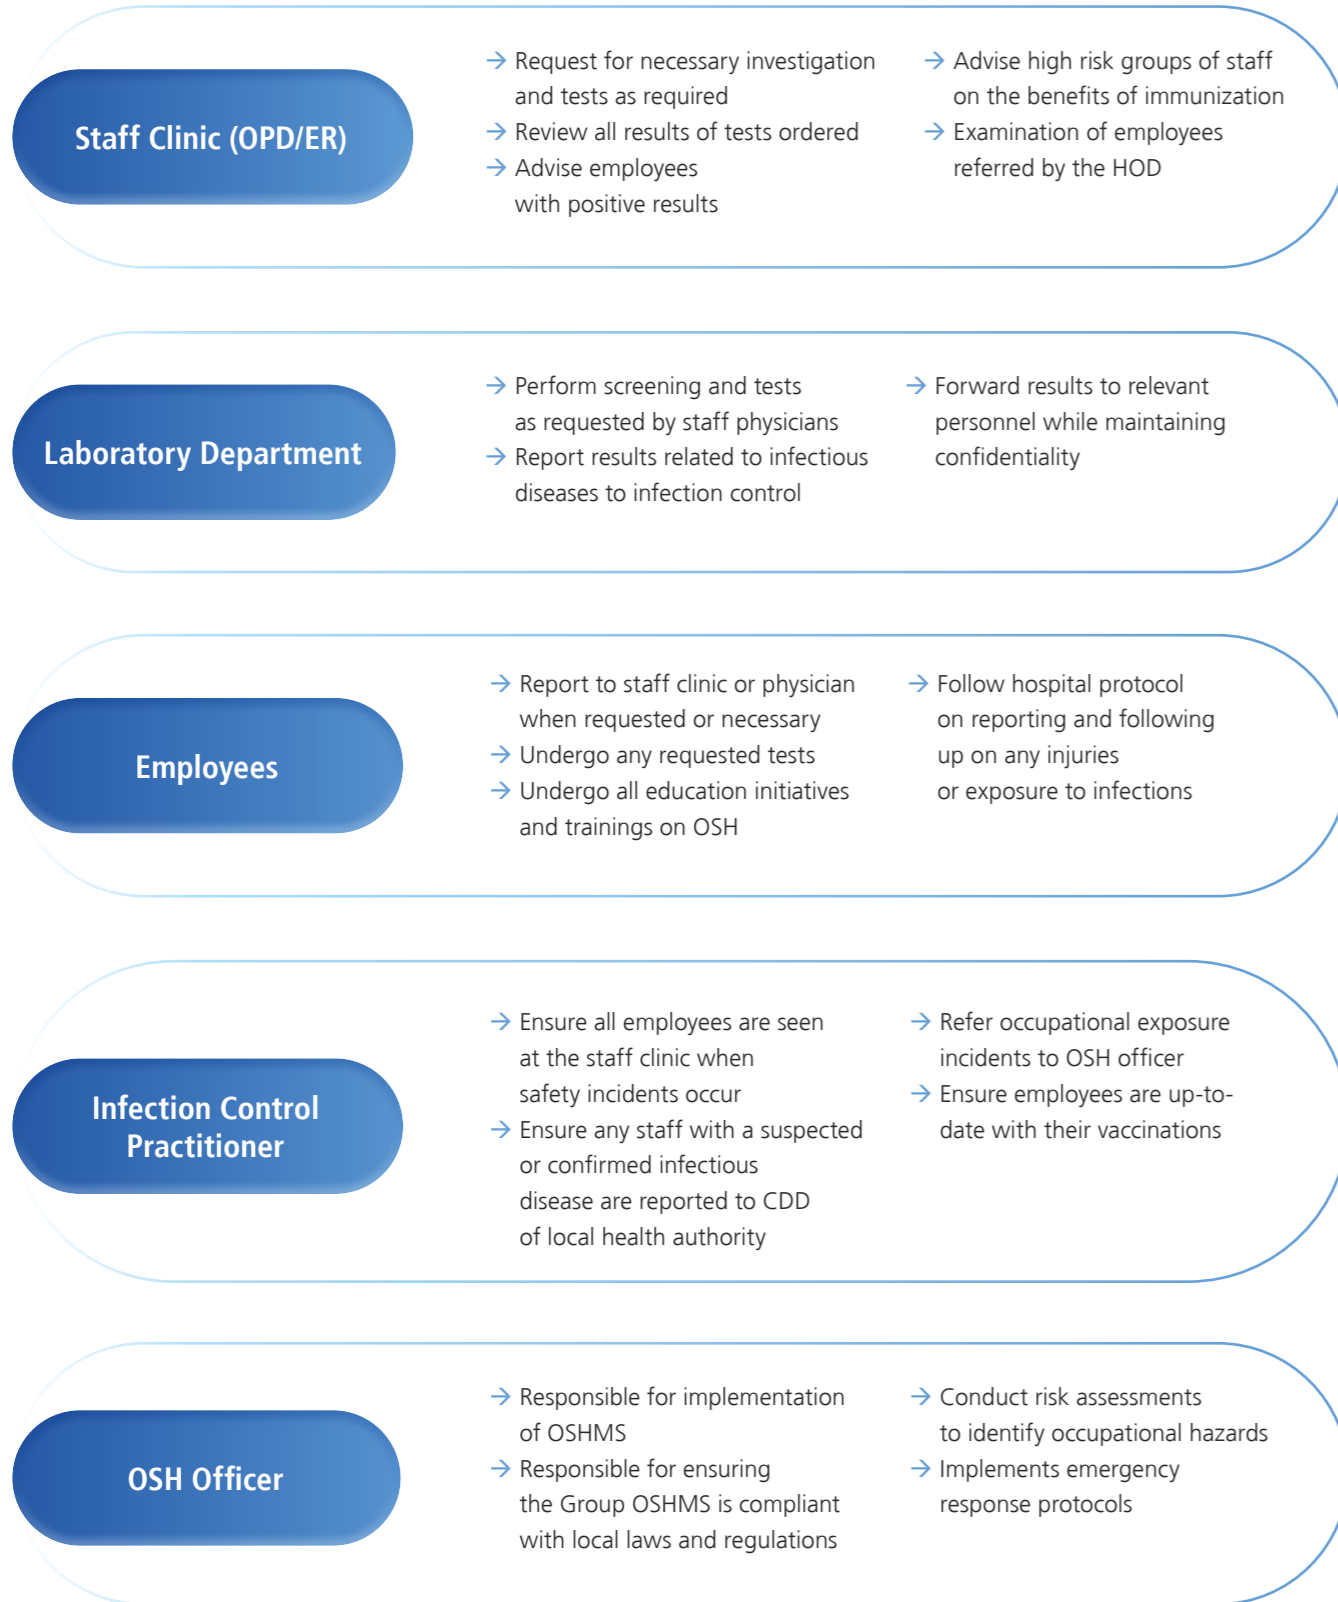 Staff Clinic (OPD/ER)
→ Request for necessary investigation
and tests as required
→ Review all results of tests ordered
→ Advise employees
with positive results
→ Advise high risk groups of staff
on the benefits of immunization
→ Examination of employees
referred by the HOD
Laboratory Department
→ Perform screening and tests
as requested by staff physicians
→ Report results related to infectious
diseases to infection control
→ Forward results to relevant
personnel while maintaining
confidentiality
Employees
→ Report to staff clinic or physician
when requested or necessary
→ Undergo any requested tests
→ Undergo all education initiatives
and trainings on OSH
→ Follow hospital protocol
on reporting and following
up on any injuries
or exposure to infections
Infection Control
Practitioner
→ Ensure all employees are seen
at the staff clinic when
safety incidents occur
→ Ensure any staff with a suspected
or confirmed infectious
disease are reported to CDD
of local health authority
→ Refer occupational exposure
incidents to OSH officer
→ Ensure employees are up-to-
date with their vaccinations
OSH Officer
→ Responsible for implementation
of OSHMS
→ Responsible for ensuring
the Group OSHMS is compliant
with local laws and regulations
→ Conduct risk assessments
to identify occupational hazards
→ Implements emergency
response protocols